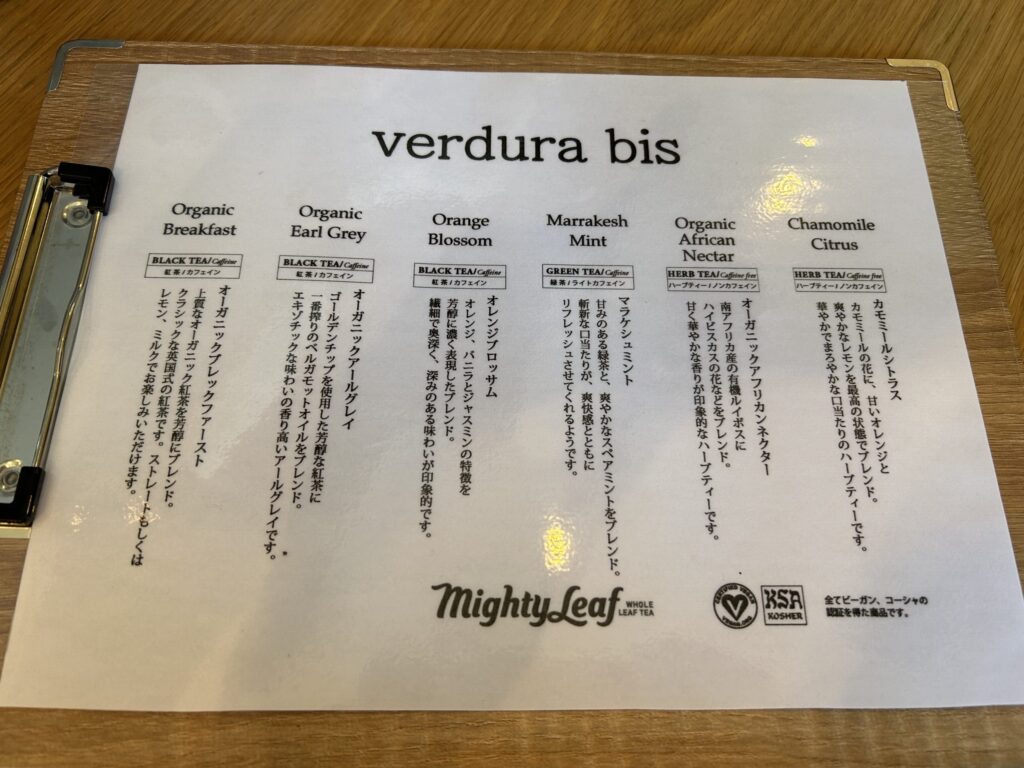 verdura bis
Organic
Breakfast
BLACK TEA/Caffeine
紅茶/カフェイン
オーガニックブレックファースト
上質なオーガニック紅茶を芳醇にブレンド。
クラシックな英国式の紅茶です。ストレートもしくは
レモン、ミルクでお楽しみいただけます。
Organic
Earl Grey
BLACK TEA/Caffeine
紅茶/カフェイン
オーガニックアールグレイ
ゴールデンチップを使用した芳醇な紅茶に
一番搾りのベルガモットオイルをブレンド。
エキゾチックな味わいの香り高いアールグレイです。
Orange
Blossom
BLACK TEA/Caffeine
紅茶/カフェイン
オレンジブロッサム
オレンジ、バニラとジャスミンの特徴を
芳醇に濃く表現したブレンド。
繊細で奥深く、深みのある味わいが印象的です。
Marrakesh
Mint
GREEN TEA/Caffeine
緑茶/ライトカフェイン
マラケシュミント
甘みのある緑茶と、爽やかなスペアミントをブレンド。
斬新な口当たりが、爽快感とともに
リフレッシュさせてくれるようです。
Organic
African
Nectar
HERB TEA/Caffeine free
ハーブティー/ノンカフェイン
オーガニックアフリカンネクター
南アフリカ産の有機ルイボスに
ハイビスカスの花などをブレンド。
甘く華やかな香りが印象的なハーブティーです。
Chamomile
Citrus
HERB TEA/Caffeine free
ハーブティー/ノンカフェイン
カモミールシトラス
カモミールの花に、甘いオレンジと
爽やかなレモンを最高の状態でブレンド。
華やかでまろやかな口当たりのハーブティーです。
Mighty Leaf
WHOLE
LEAF TEA
CERTIFIED VEGAN
VEGAN.ORG
KSA
KOSHER
全てビーガン、コーシャの
認証を得た商品です。